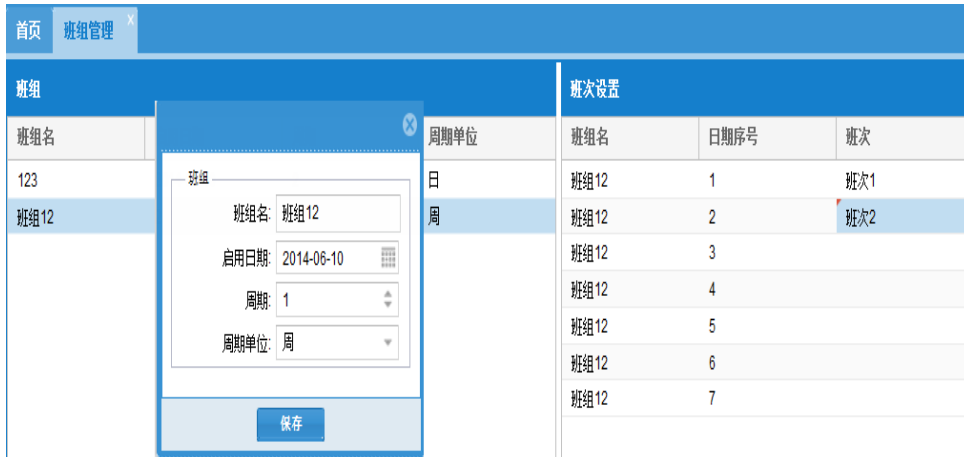 首页 班组管理
班组
班组名 周期单位
123 日
班组12 周
班组
班组名: 班组12
启用日期: 2014-06-10
周期: 1
周期单位: 周
保存
班次设置
班组名 日期序号 班次
班组12 1 班次1
班组12 2 班次2
班组12 3
班组12 4
班组12 5
班组12 6
班组12 7